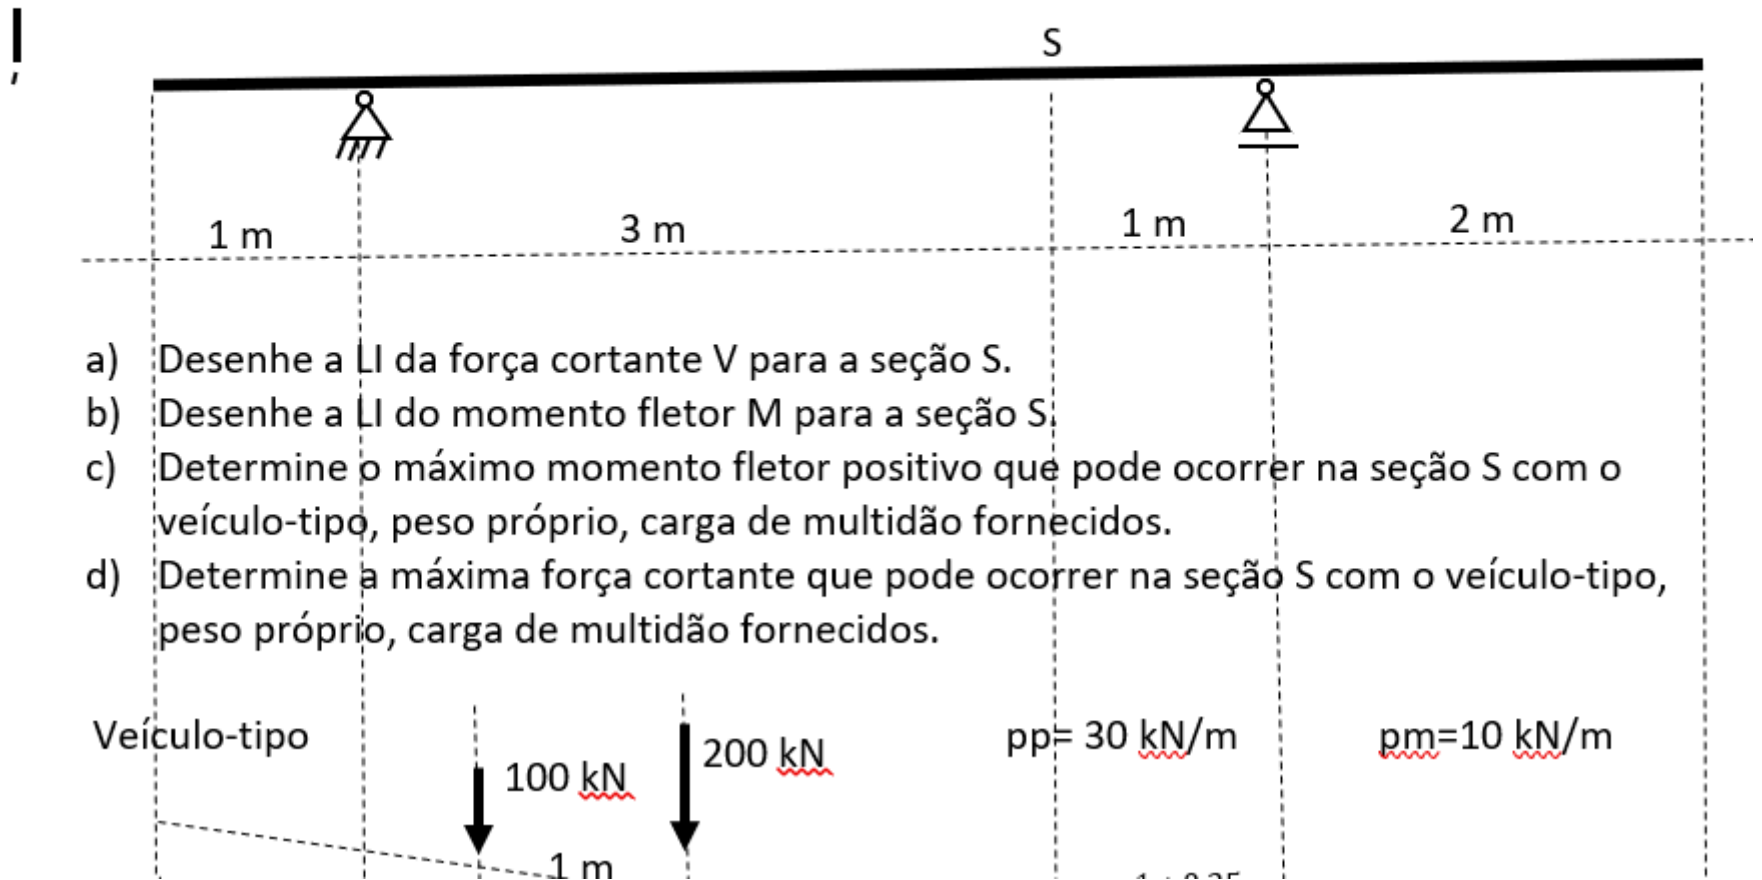 S
1 m 3 m 1 m 2 m
a) Desenhe a LI da força cortante V para a seção S.
b) Desenhe a LI do momento fletor M para a seção S.
c) Determine o máximo momento fletor positivo que pode ocorrer na seção S com o
veículo-tipo, peso próprio, carga de multidão fornecidos.
d) Determine a máxima força cortante que pode ocorrer na seção S com o veículo-tipo,
peso próprio, carga de multidão fornecidos.
Veículo-tipo 100 kN 200 kN pp= 30 kN/m pm=10 kN/m
1 m